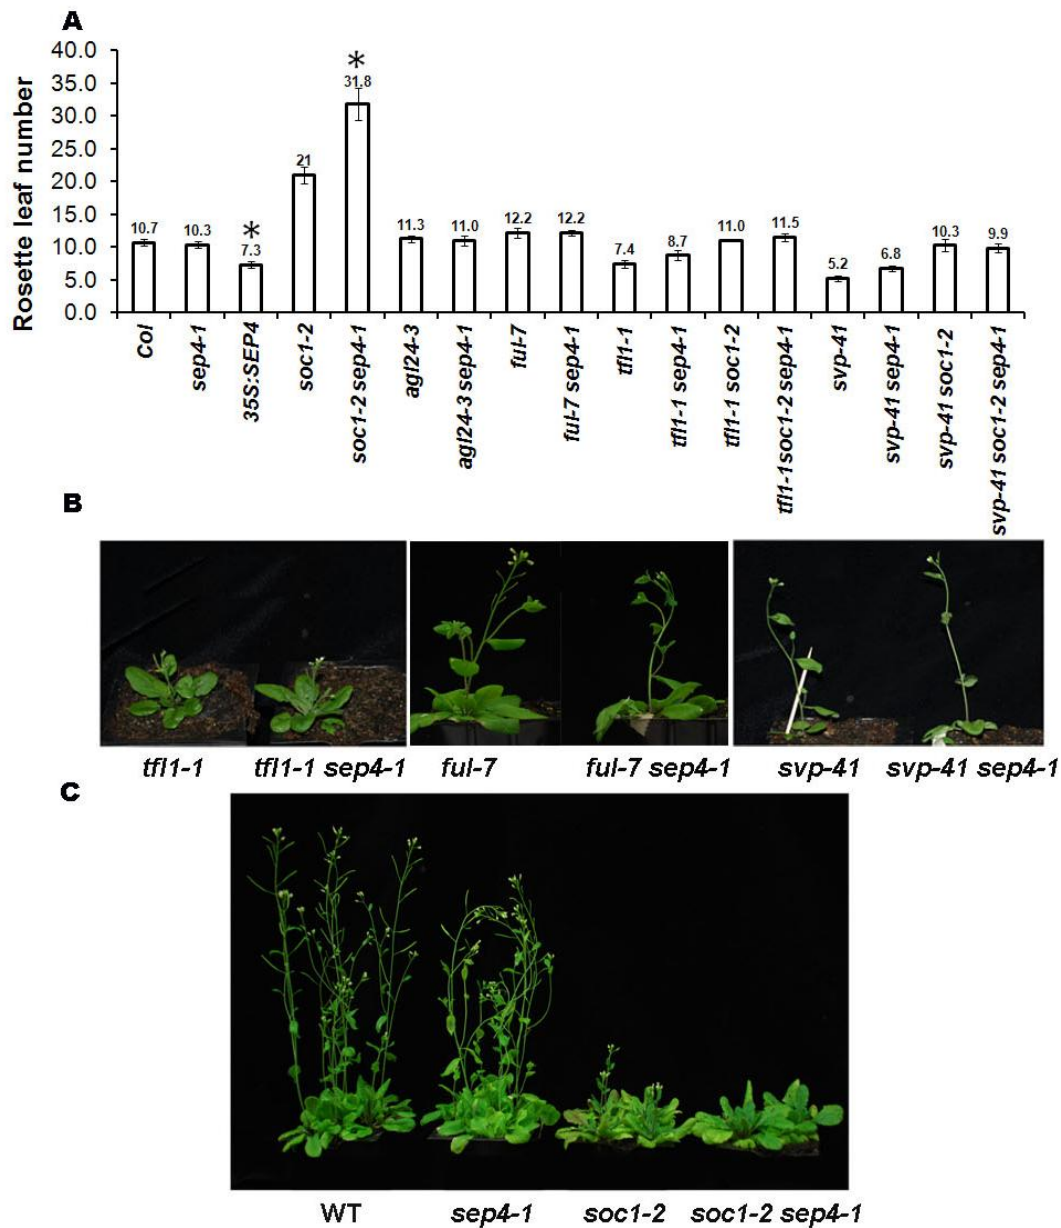 A
40.0
35.0
30.0
25.0
20.0
15.0
10.0
5.0
0.0
Rosette leaf number
*
*
10.7
10.3
7.3
21
31.8
11.3
11.0
12.2
12.2
7.4
8.7
11.0
11.5
5.2
6.8
10.3
9.9
Col
sep4-1
35S:SEP4
soc1-2
soc1-2 sep4-1
agl24-3
agl24-3 sep4-1
ful-7
ful-7 sep4-1
tfl1-1
tfl1-1 sep4-1
tfl1-1 soc1-2
tfl1-1soc1-2 sep4-1
svp-41
svp-41 sep4-1
svp-41 soc1-2
svp-41 soc1-2 sep4-1
B
tfl1-1 tfl1-1 sep4-1 ful-7 ful-7 sep4-1 svp-41 svp-41 sep4-1
C
WT sep4-1 soc1-2 soc1-2 sep4-1